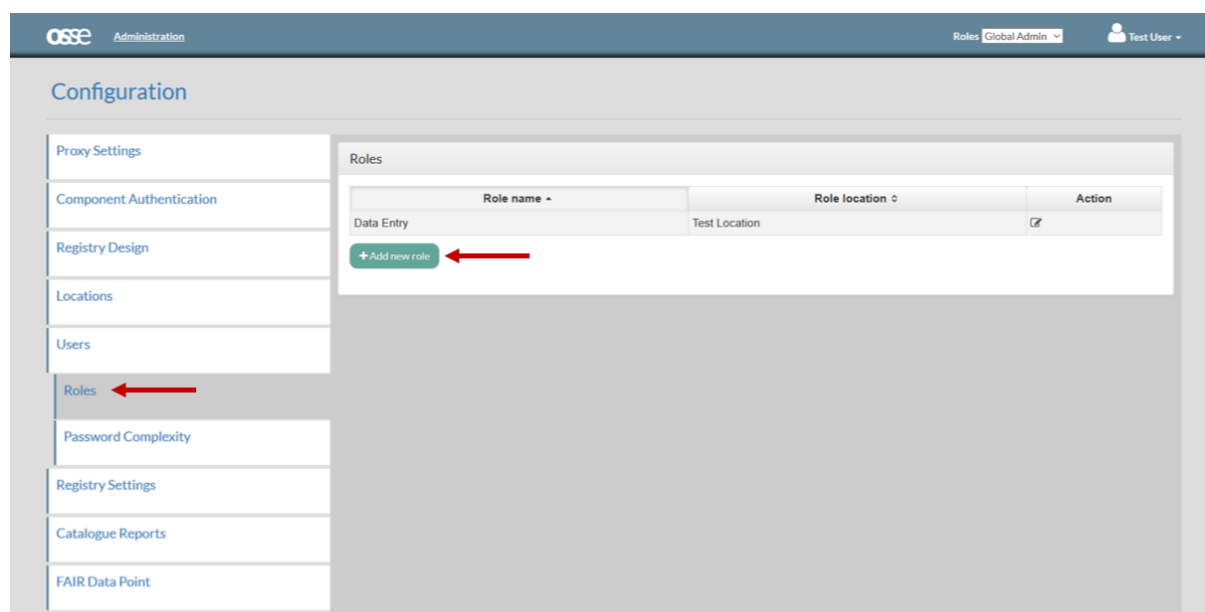 osse Administration Roles Global Admin Test User
Configuration
Proxy Settings
Component Authentication
Registry Design
Locations
Users
Roles
Password Complexity
Registry Settings
Catalogue Reports
FAIR Data Point
Roles
Role name Role location Action
Data Entry Test Location
+ Add new role